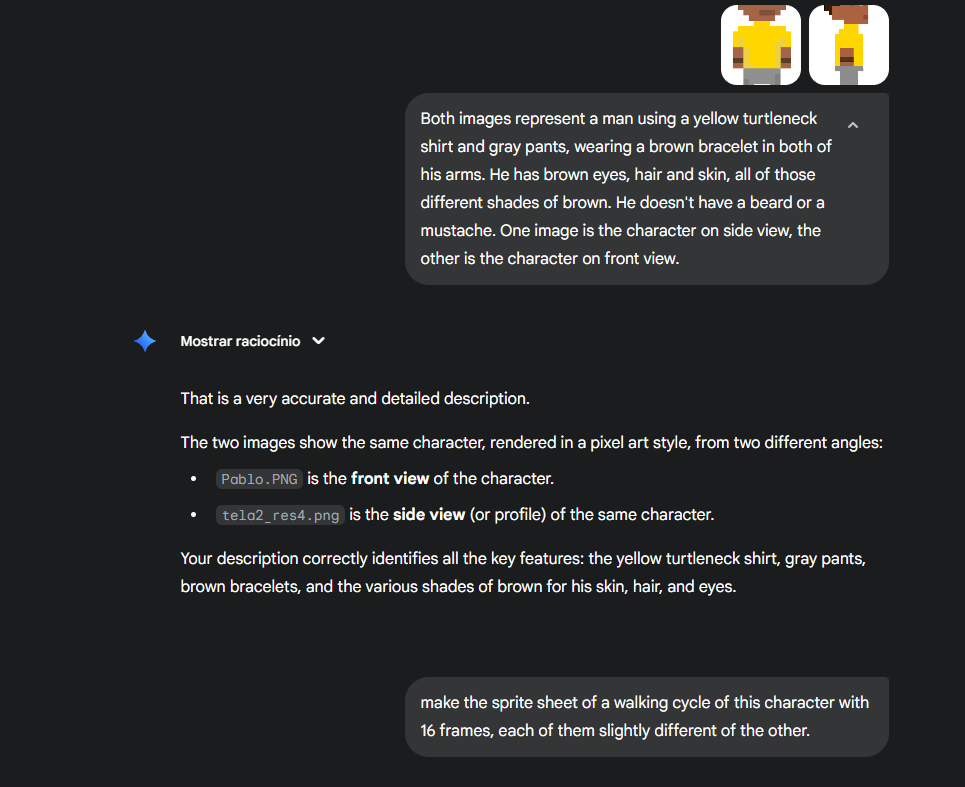 Both images represent a man using a yellow turtleneck
shirt and gray pants, wearing a brown bracelet in both of
his arms. He has brown eyes, hair and skin, all of those
different shades of brown. He doesn't have a beard or a
mustache. One image is the character on side view, the
other is the character on front view.
Mostrar raciocínio
That is a very accurate and detailed description.
The two images show the same character, rendered in a pixel art style, from two different angles:
• Pablo.PNG is the front view of the character.
• tela2_res4.png is the side view (or profile) of the same character.
Your description correctly identifies all the key features: the yellow turtleneck shirt, gray pants,
brown bracelets, and the various shades of brown for his skin, hair, and eyes.
make the sprite sheet of a walking cycle of this character with
16 frames, each of them slightly different of the other.